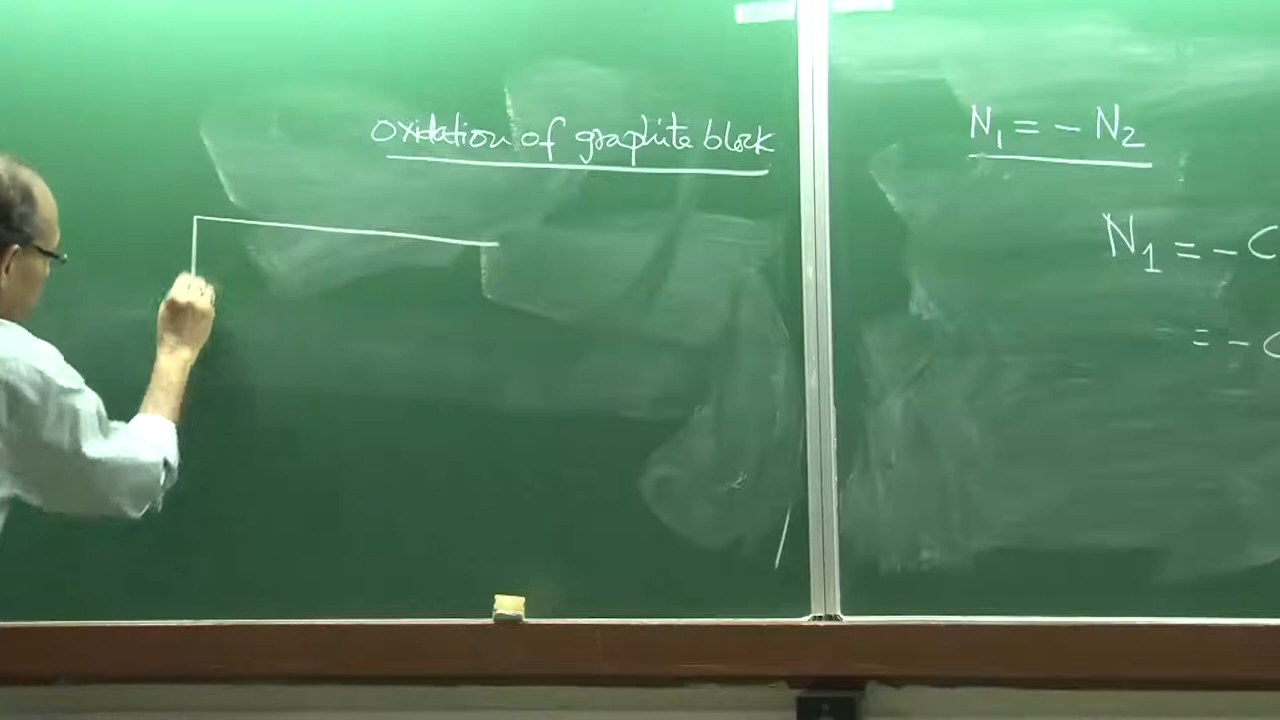 oxidation of graphite block
N₁ = - N₂
N₁ = - C
= - C